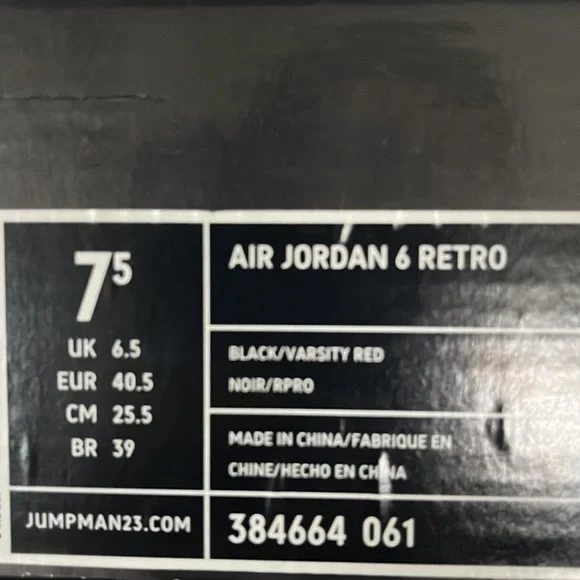 7⁵
UK 6.5
EUR 40.5
CM 25.5
BR 39
JUMPMAN23.COM
AIR JORDAN 6 RETRO
BLACK/VARSITY RED
NOIR/RPRO
MADE IN CHINA/FABRIQUE EN
CHINE/HECHO EN CHINA
384664 061